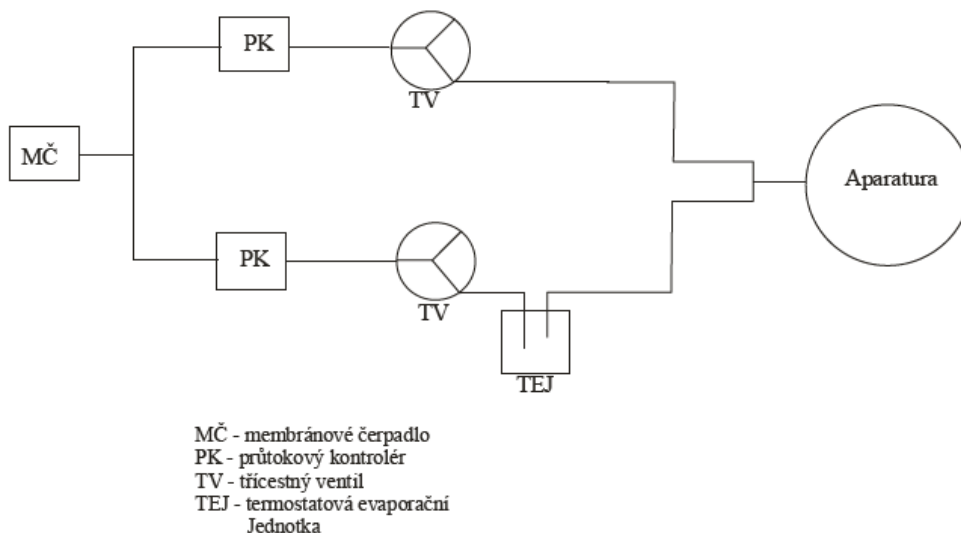 PK
TV
MČ
Aparatura
PK
TV
TEJ
MČ - membránové čerpadlo
PK - průtokový kontrolér
TV - třícestný ventil
TEJ - termostatová evaporační
Jednotka